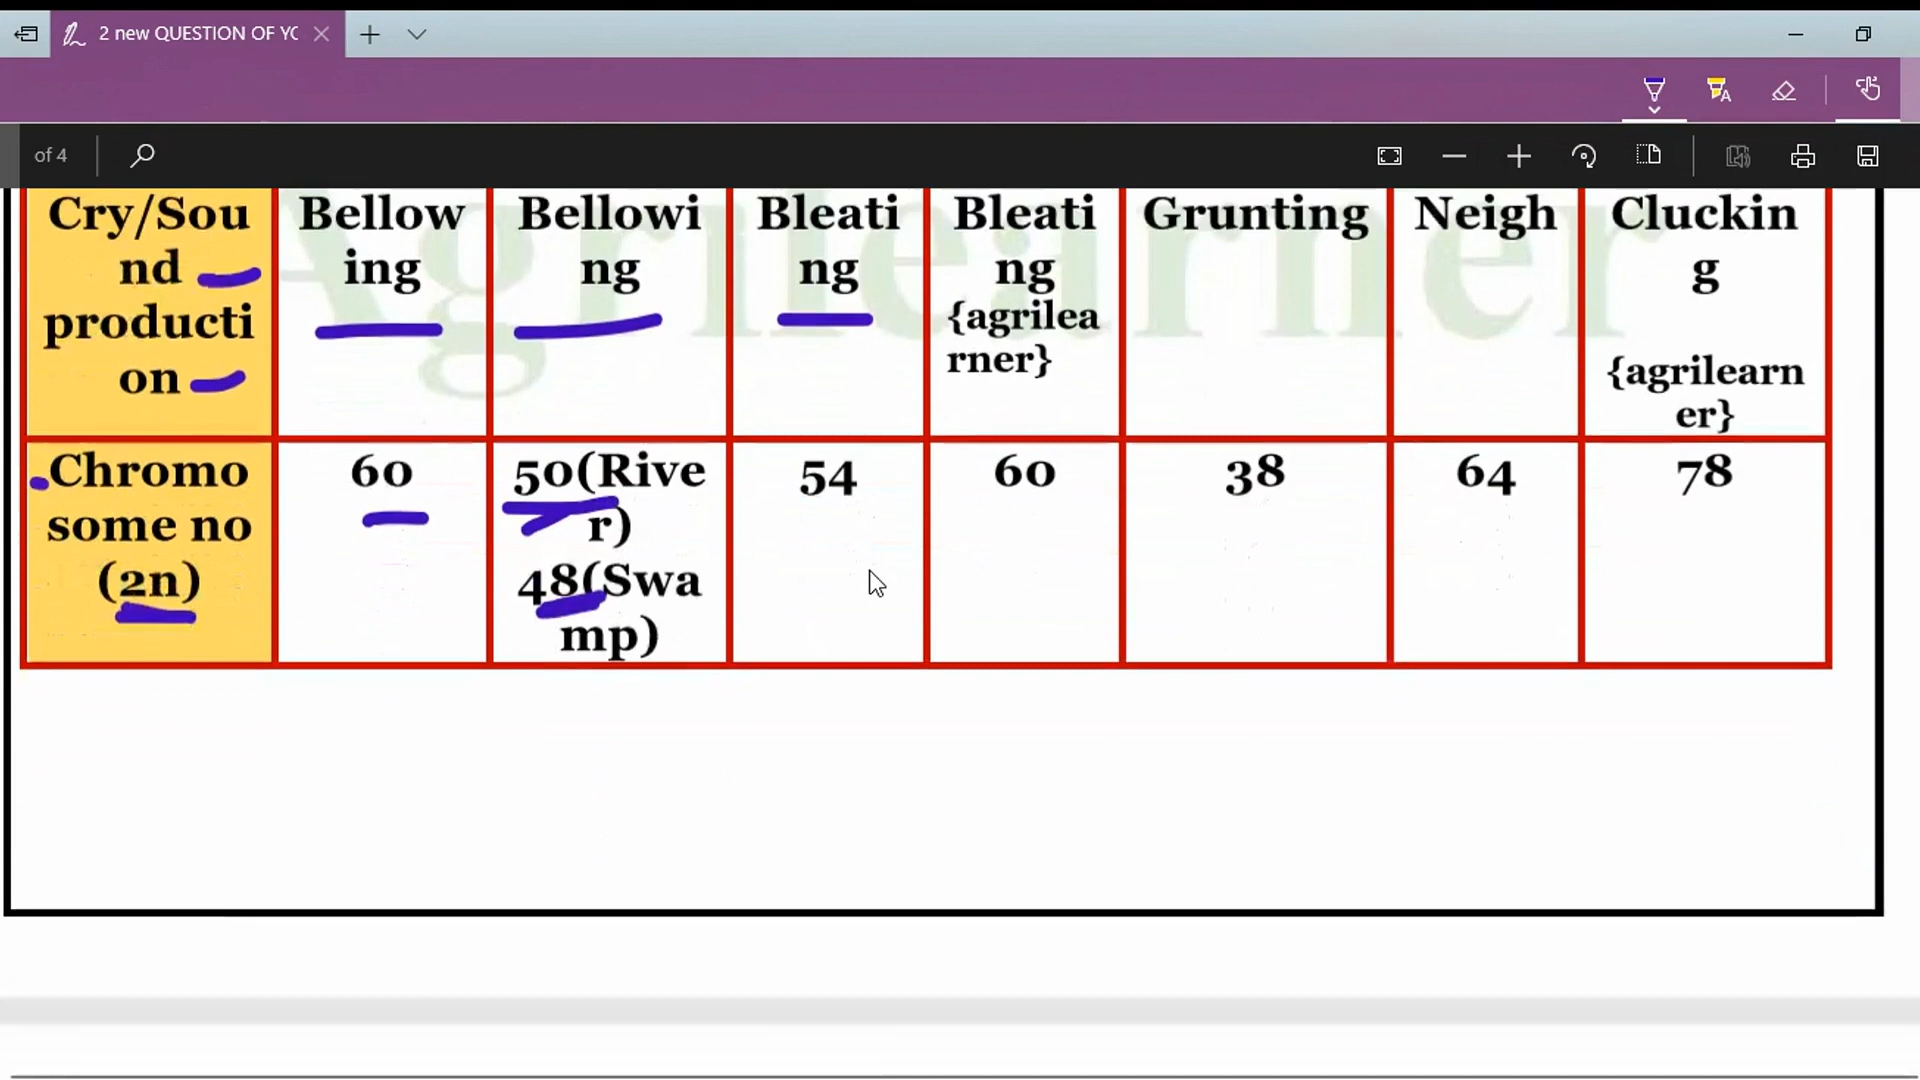 2 new QUESTION OF YO
of 4
Agrilearner
Cry/Sou
nd
producti
on
Bellow
ing
Bellowi
ng
Bleati
ng
Bleati
ng
{agrilea
rner}
Grunting
Neigh
Cluckin
g
{agrilearn
er}
Chromo
some no
(2n)
60
50(Rive
r)
48(Swa
mp)
54
60
38
64
78